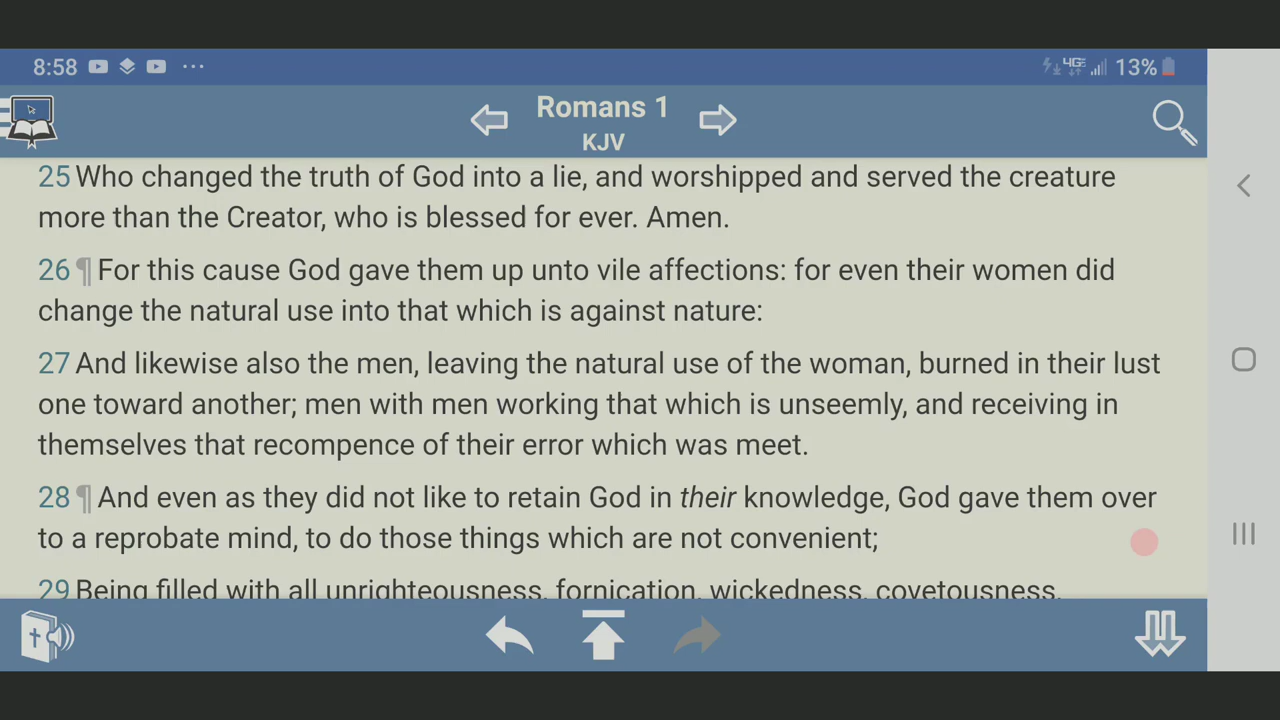 8:58 ... 4GE 13%
Romans 1
KJV
25 Who changed the truth of God into a lie, and worshipped and served the creature
more than the Creator, who is blessed for ever. Amen.
26 ¶ For this cause God gave them up unto vile affections: for even their women did
change the natural use into that which is against nature:
27 And likewise also the men, leaving the natural use of the woman, burned in their lust
one toward another; men with men working that which is unseemly, and receiving in
themselves that recompence of their error which was meet.
28 ¶ And even as they did not like to retain God in their knowledge, God gave them over
to a reprobate mind, to do those things which are not convenient;
29 Being filled with all unrighteousness, fornication, wickedness, covetousness,